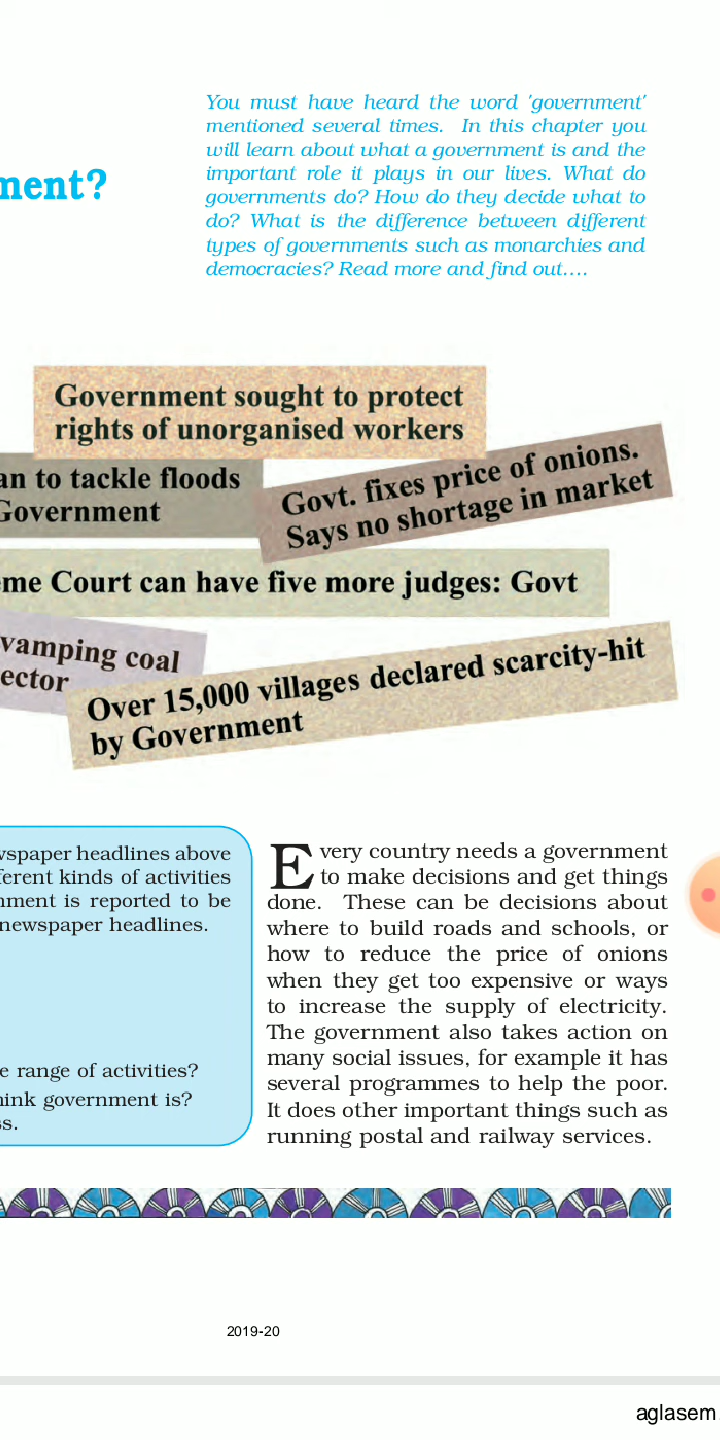 You must have heard the word 'government'
mentioned several times. In this chapter you
will learn about what a government is and the
important role it plays in our lives. What do
governments do? How do they decide what to
do? What is the difference between different
types of governments such as monarchies and
democracies? Read more and find out....
ment?
Government sought to protect
rights of unorganised workers
an to tackle floods
Government
Govt. fixes price of onions.
Says no shortage in market
eme Court can have five more judges: Govt
vamping coal
ector
Over 15,000 villages declared scarcity-hit
by Government
wspaper headlines above
ferent kinds of activities
nment is reported to be
newspaper headlines.
e range of activities?
hink government is?
ss.
Every country needs a government
to make decisions and get things
done. These can be decisions about
where to build roads and schools, or
how to reduce the price of onions
when they get too expensive or ways
to increase the supply of electricity.
The government also takes action on
many social issues, for example it has
several programmes to help the poor.
It does other important things such as
running postal and railway services.
2019-20
aglasem